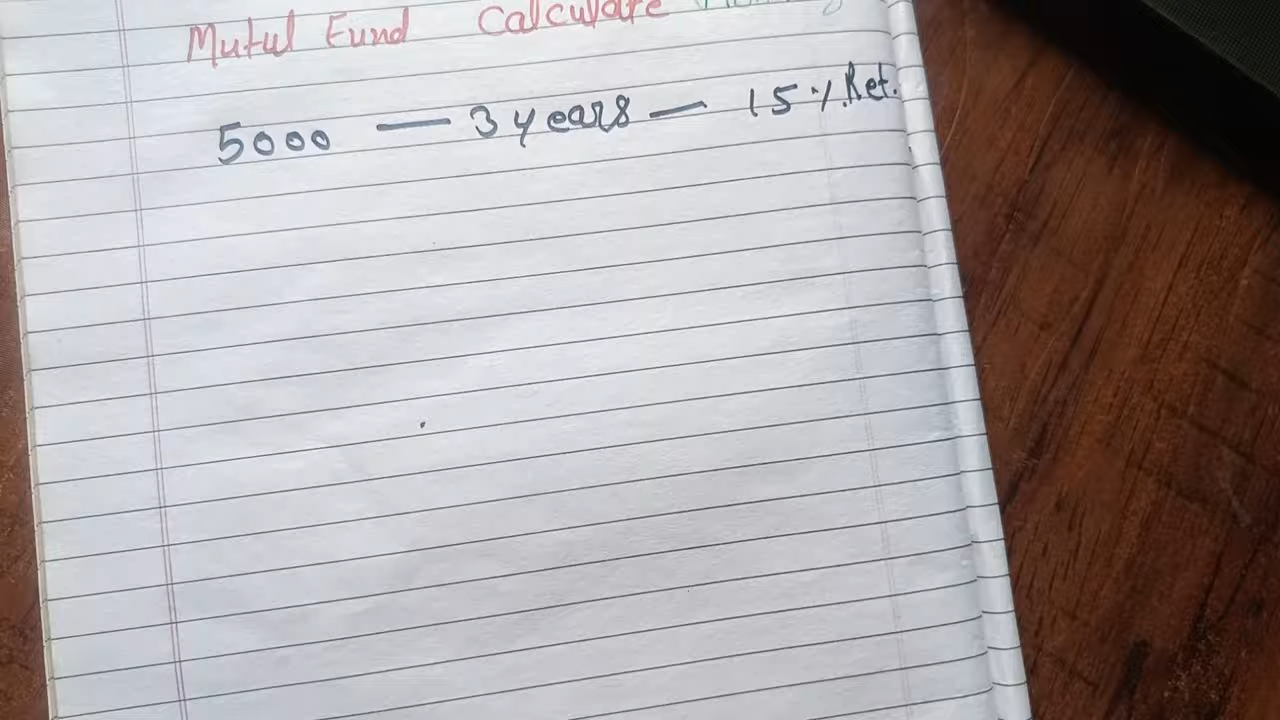 Mutul Fund Calculate
5000 — 3 years — 15 % Ret.